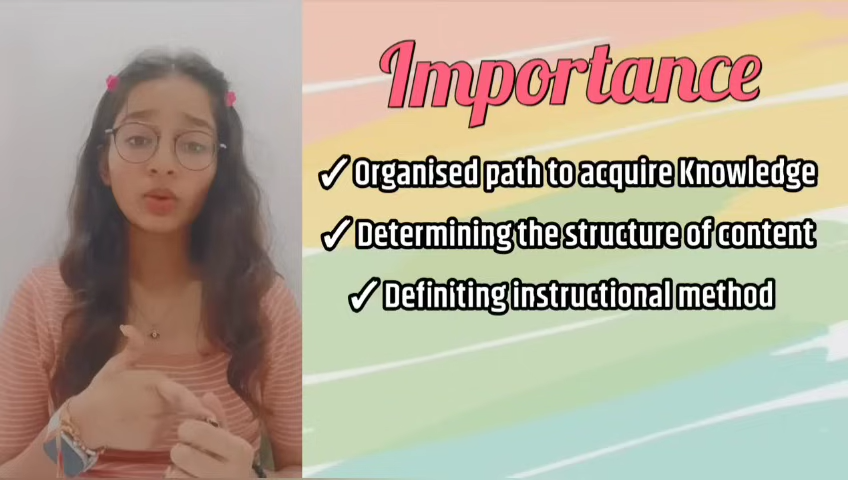 Importance
✓ Organised path to acquire Knowledge
✓ Determining the structure of content
✓ Definiting instructional method